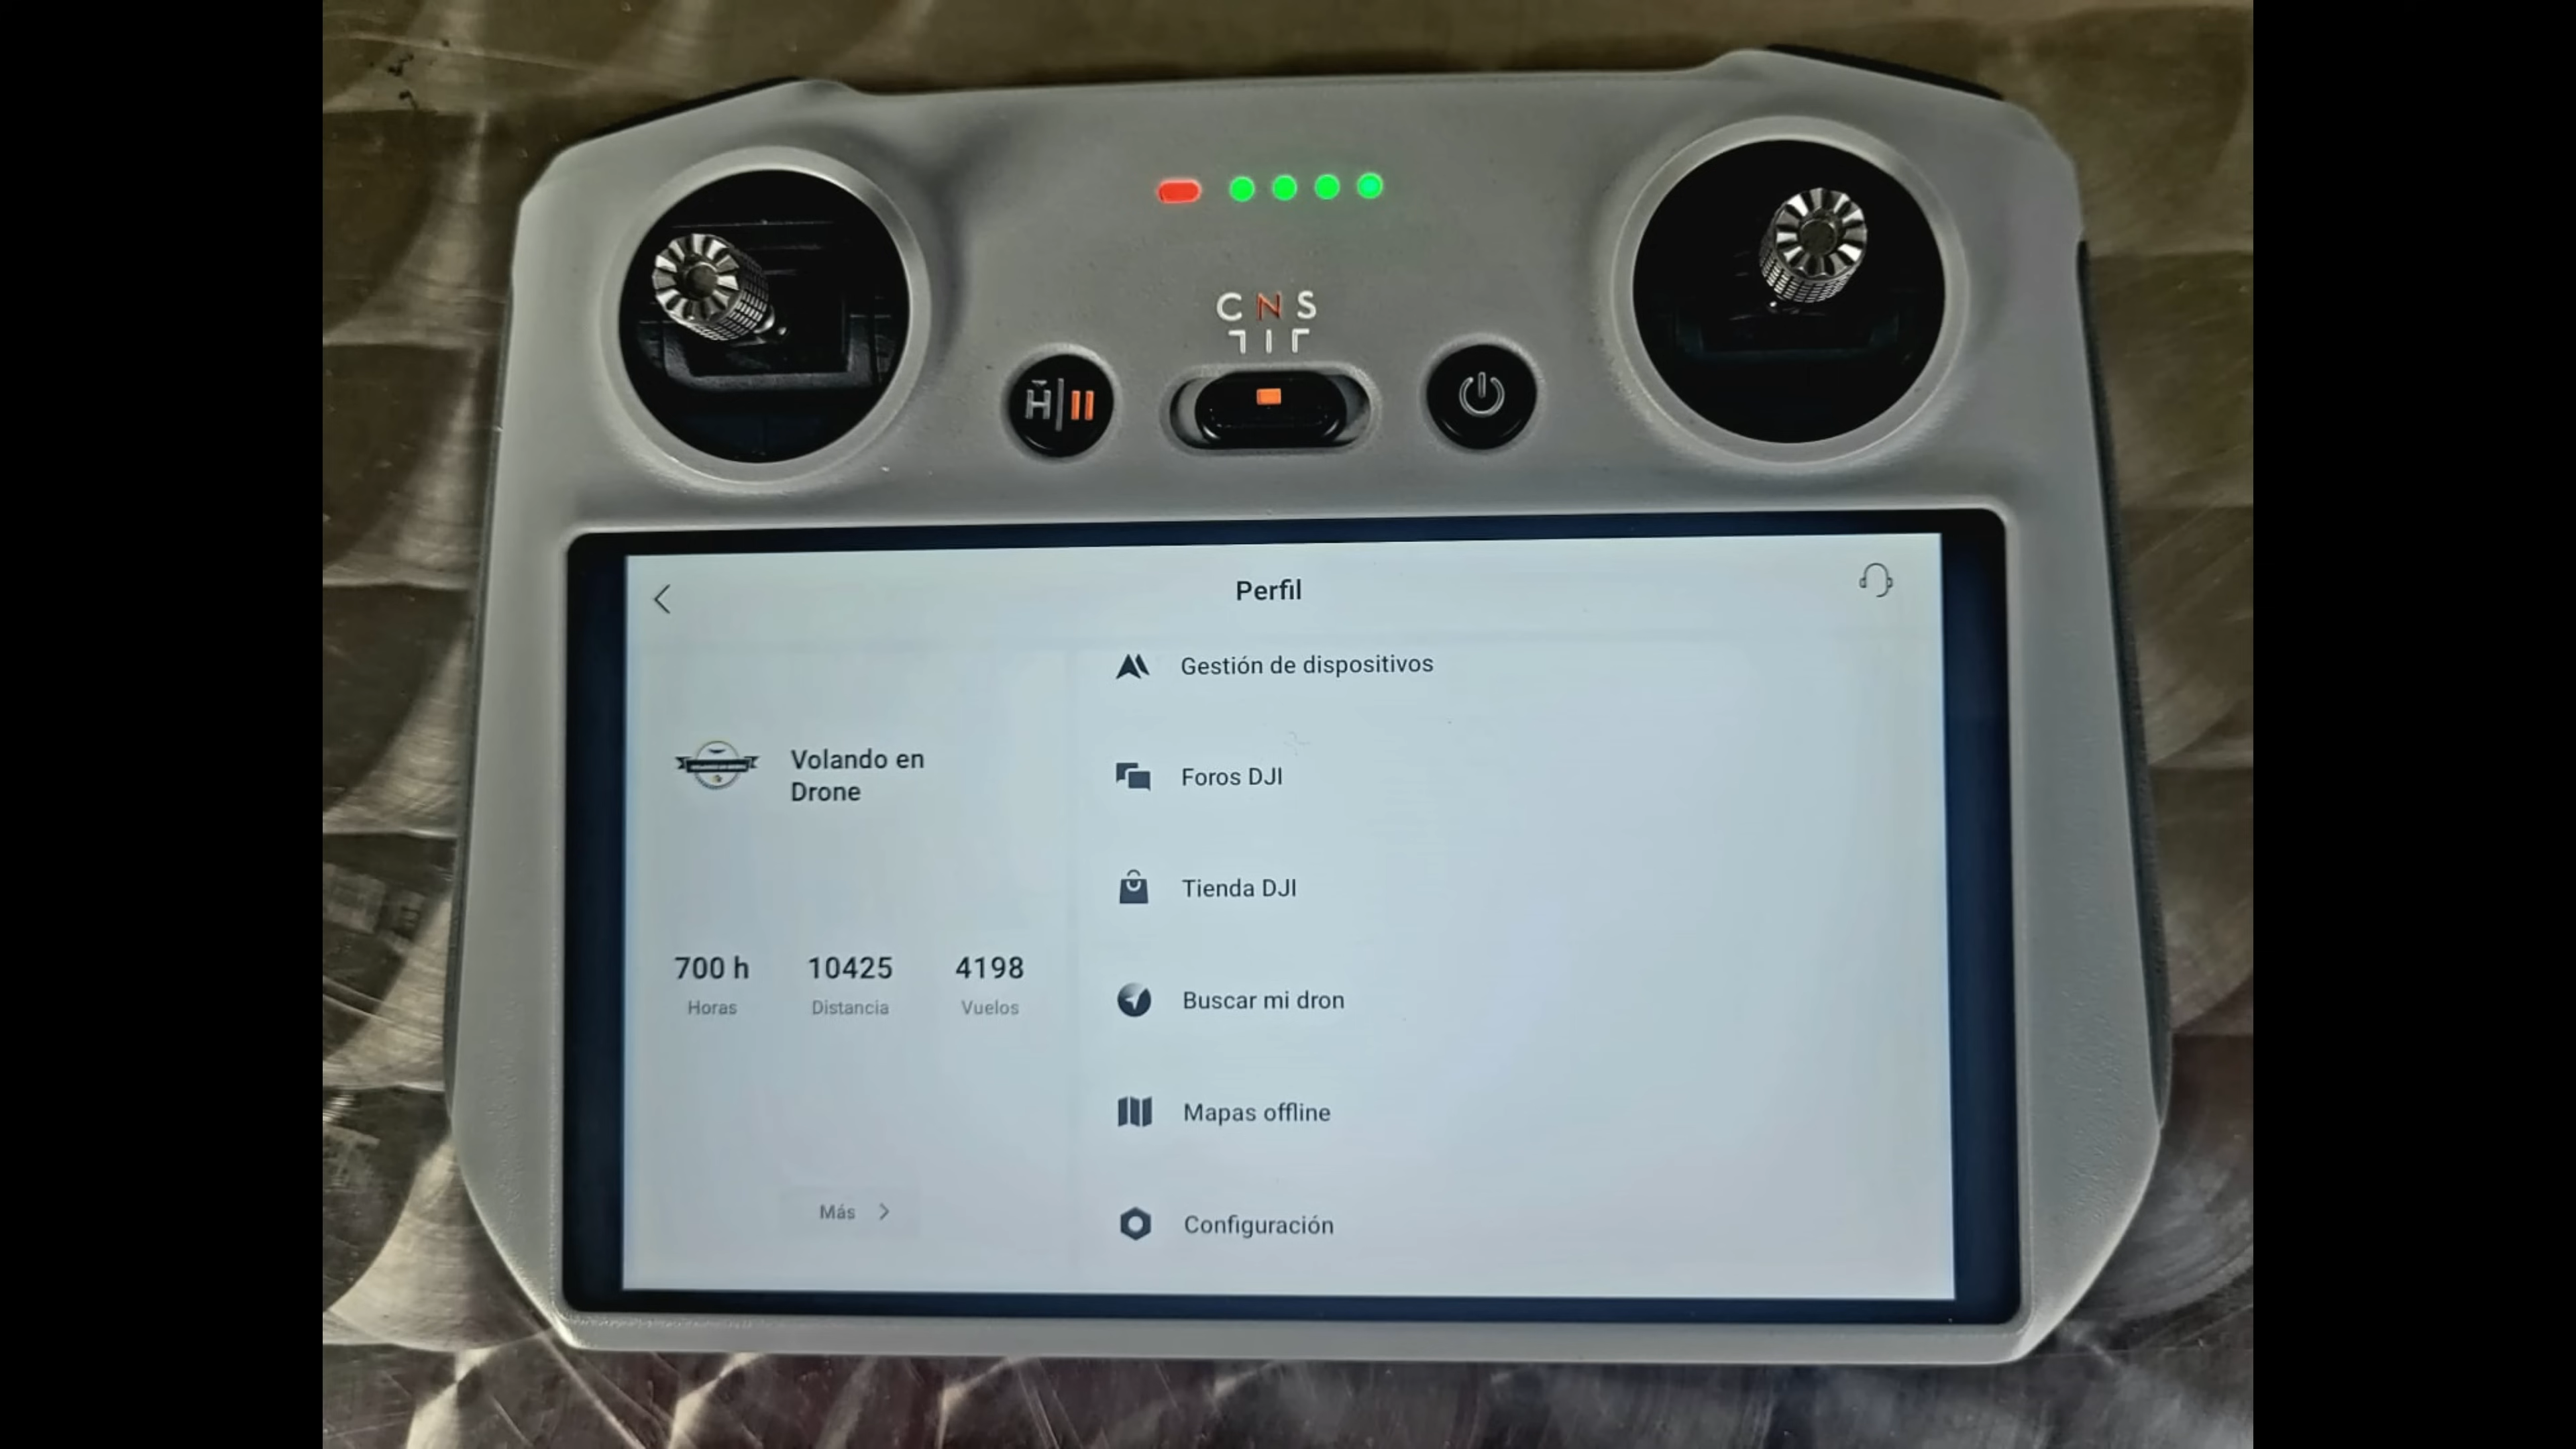 C N S
H
Perfil
Gestión de dispositivos
Volando en
Drone
Foros DJI
Tienda DJI
700 h
10425
4198
Horas
Distancia
Vuelos
Buscar mi dron
Mapas offline
Más
Configuración